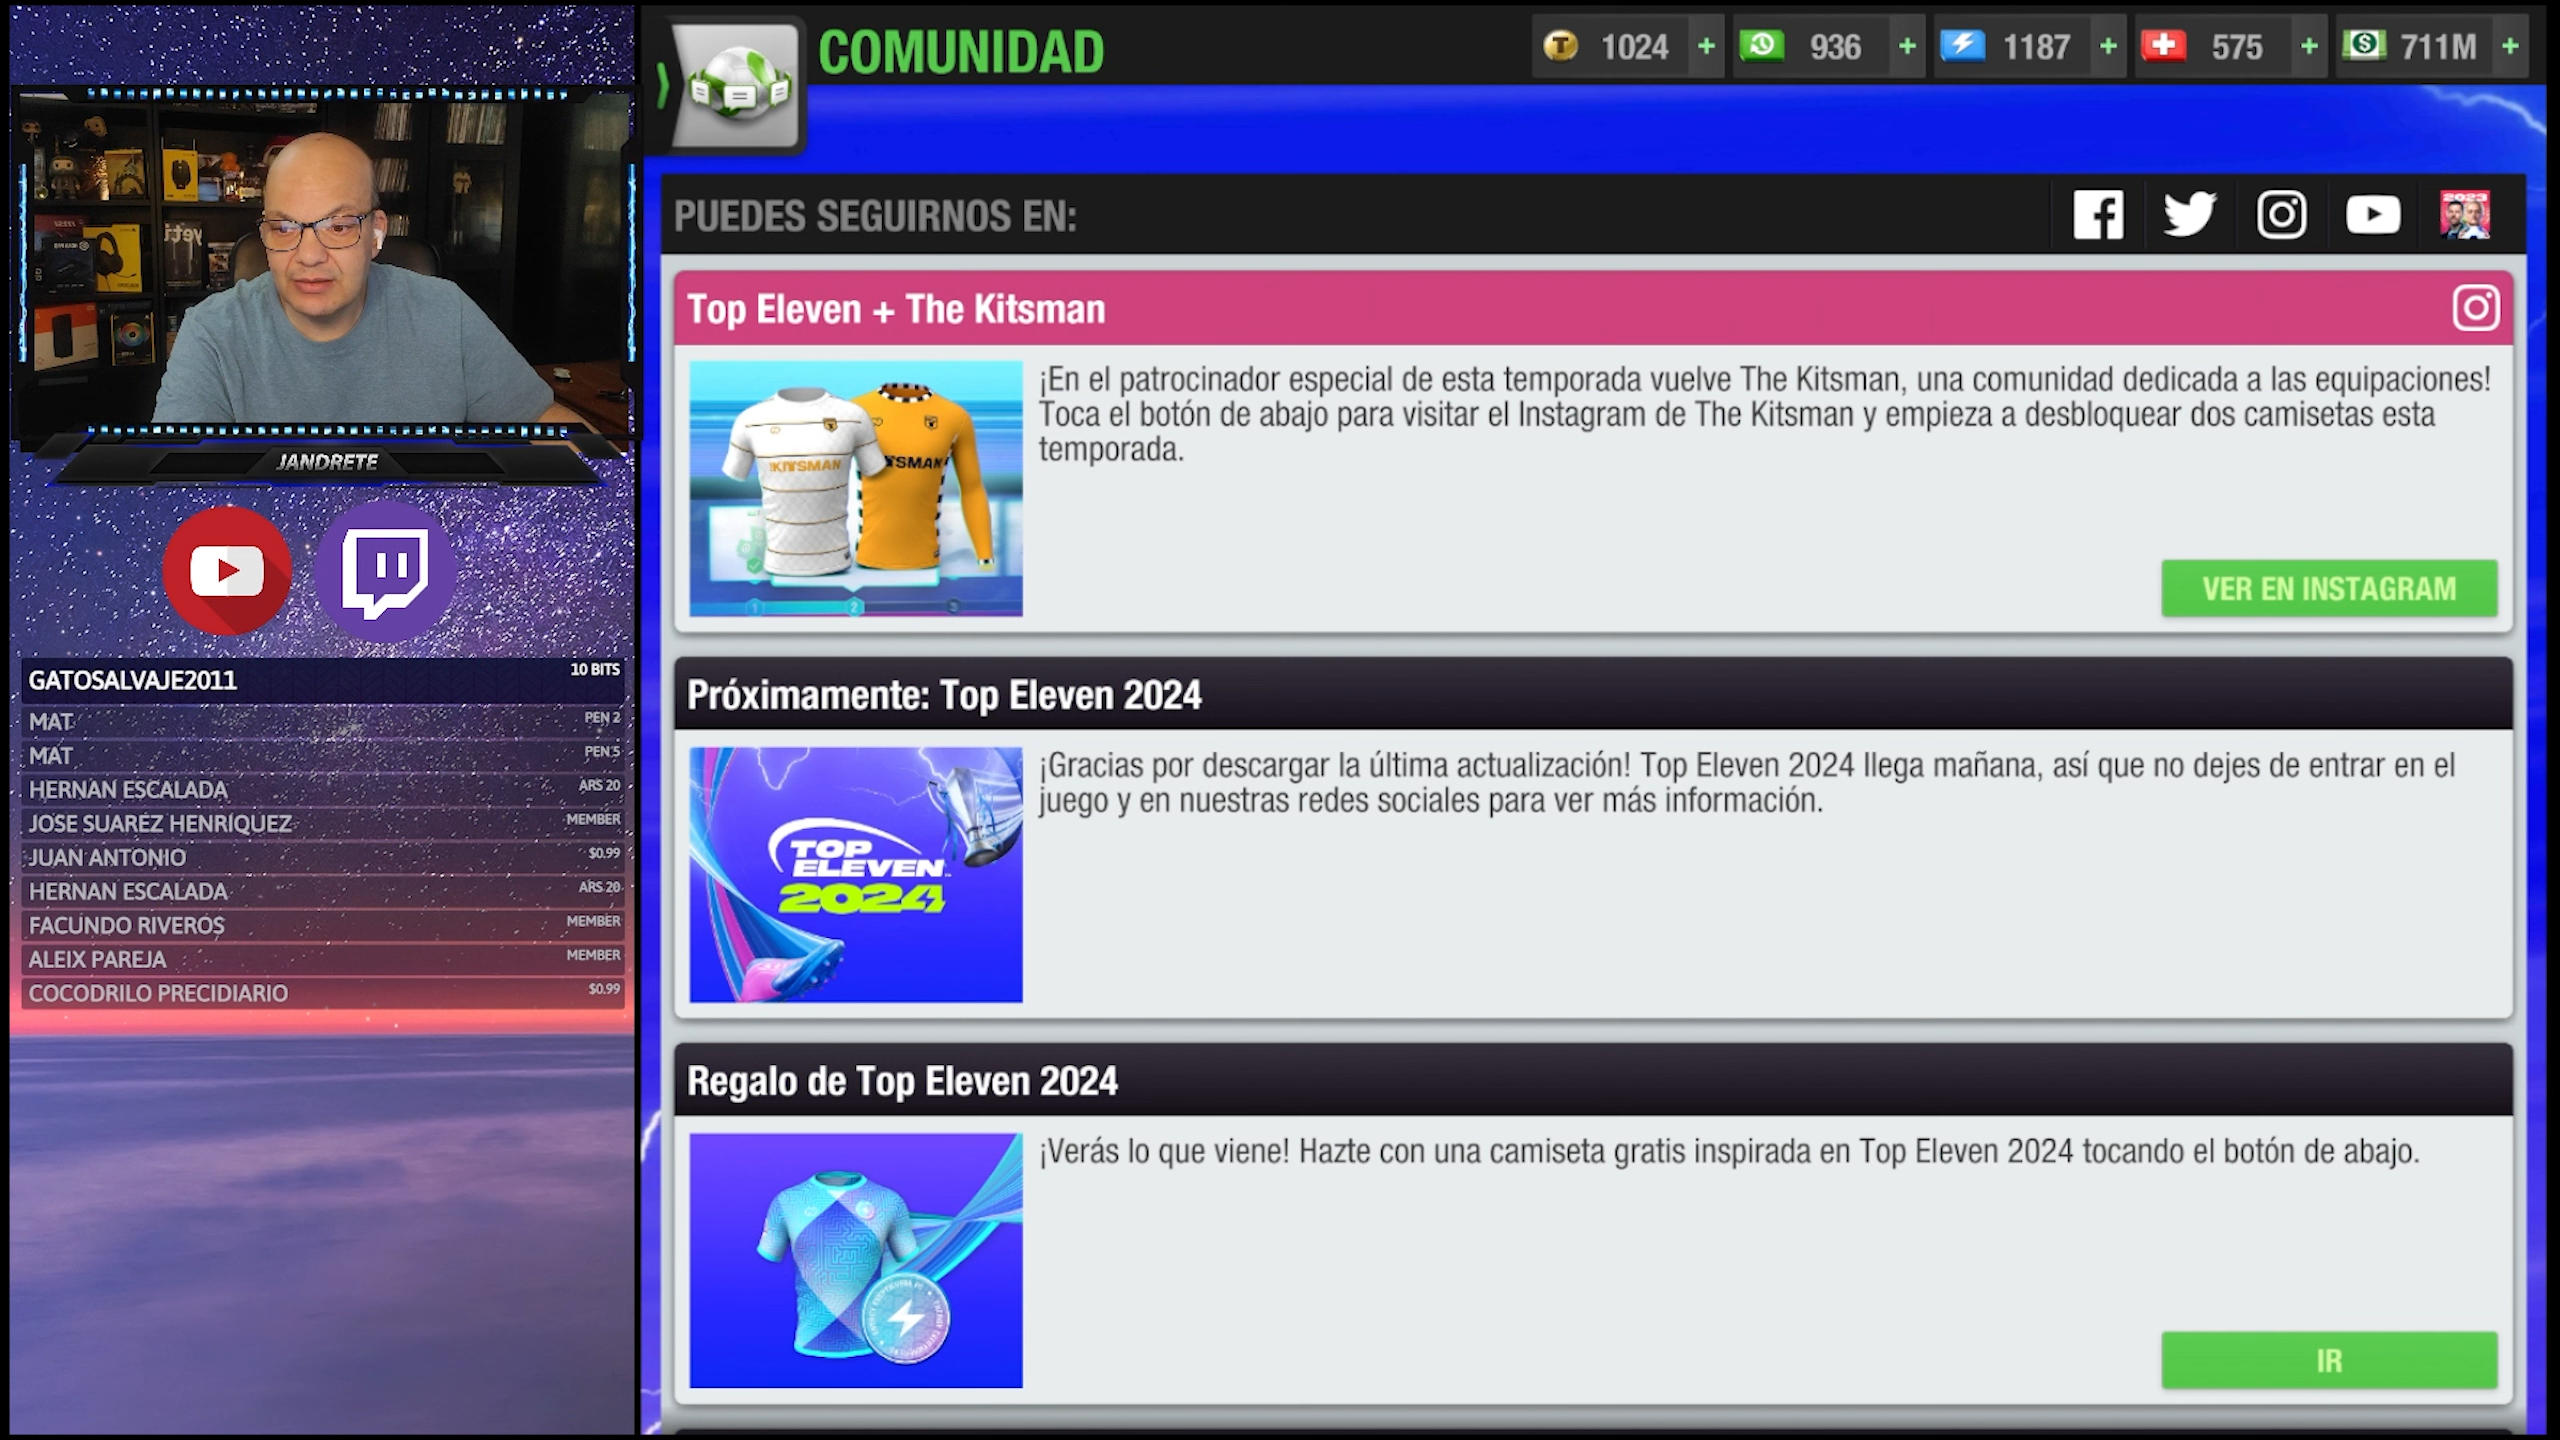 COMUNIDAD
1024 +
936 +
1187 +
575 +
711M +
PUEDES SEGUIRNOS EN:
2023
Top Eleven + The Kitsman
¡En el patrocinador especial de esta temporada vuelve The Kitsman, una comunidad dedicada a las equipaciones!
Toca el botón de abajo para visitar el Instagram de The Kitsman y empieza a desbloquear dos camisetas esta
temporada.
VER EN INSTAGRAM
JANDRETE
GATOSALVAJE2011 10 BITS
MAT PEN 2
MAT PEN 5
HERNAN ESCALADA ARS 20
JOSE SUAREZ HENRIQUEZ MEMBER
JUAN ANTONIO $0.99
HERNAN ESCALADA ARS 20
FACUNDO RIVEROS MEMBER
ALEIX PAREJA MEMBER
COCODRILO PRECIDIARIO $0.99
Próximamente: Top Eleven 2024
TOP
ELEVEN
2024
¡Gracias por descargar la última actualización! Top Eleven 2024 llega mañana, así que no dejes de entrar en el
juego y en nuestras redes sociales para ver más información.
Regalo de Top Eleven 2024
¡Verás lo que viene! Hazte con una camiseta gratis inspirada en Top Eleven 2024 tocando el botón de abajo.
IR